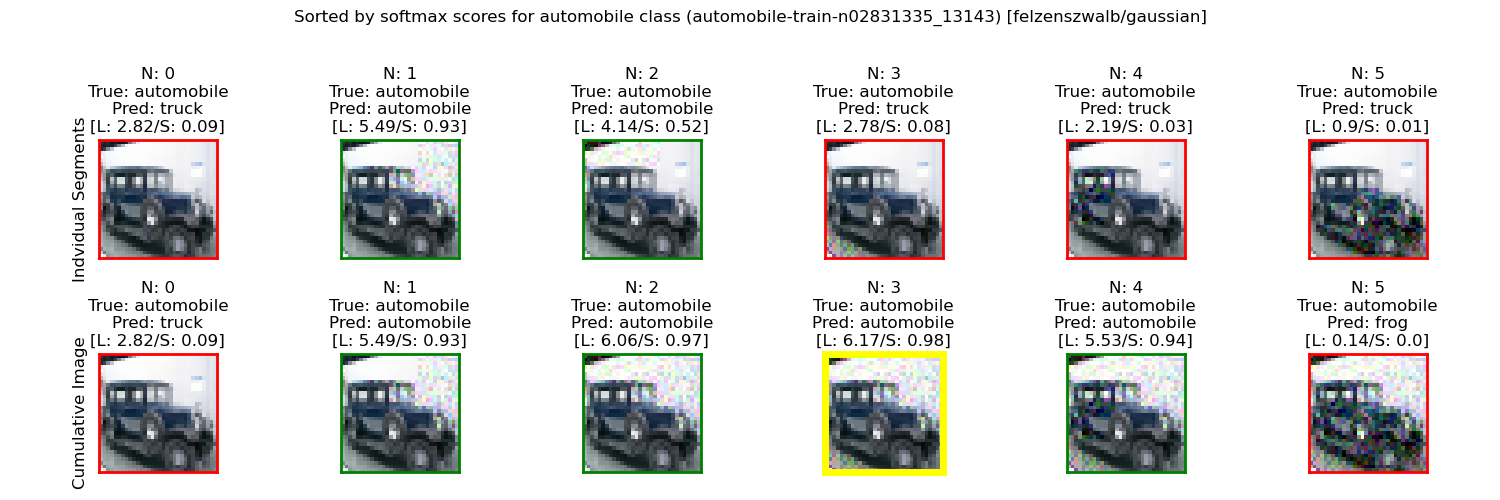 Sorted by softmax scores for automobile class (automobile-train-n02831335_13143) [felzenszwalb/gaussian]
Indvidual Segments
N: 0
True: automobile
Pred: truck
[L: 2.82/S: 0.09]
N: 1
True: automobile
Pred: automobile
[L: 5.49/S: 0.93]
N: 2
True: automobile
Pred: automobile
[L: 4.14/S: 0.52]
N: 3
True: automobile
Pred: truck
[L: 2.78/S: 0.08]
N: 4
True: automobile
Pred: truck
[L: 2.19/S: 0.03]
N: 5
True: automobile
Pred: truck
[L: 0.9/S: 0.01]
Cumulative Image
N: 0
True: automobile
Pred: truck
[L: 2.82/S: 0.09]
N: 1
True: automobile
Pred: automobile
[L: 5.49/S: 0.93]
N: 2
True: automobile
Pred: automobile
[L: 6.06/S: 0.97]
N: 3
True: automobile
Pred: automobile
[L: 6.17/S: 0.98]
N: 4
True: automobile
Pred: automobile
[L: 5.53/S: 0.94]
N: 5
True: automobile
Pred: frog
[L: 0.14/S: 0.0]